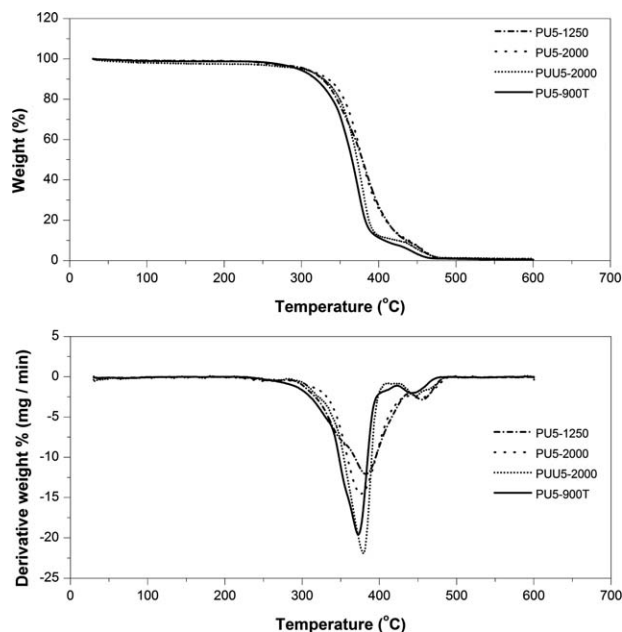 120
100
80
60
40
20
0
Weight (%)
PU5-1250
PU5-2000
PUU5-2000
PU5-900T
0 100 200 300 400 500 600 700
Temperature (°C)
5
0
-5
-10
-15
-20
-25
Derivative weight % (mg / min)
PU5-1250
PU5-2000
PUU5-2000
PU5-900T
0 100 200 300 400 500 600 700
Temperature (°C)